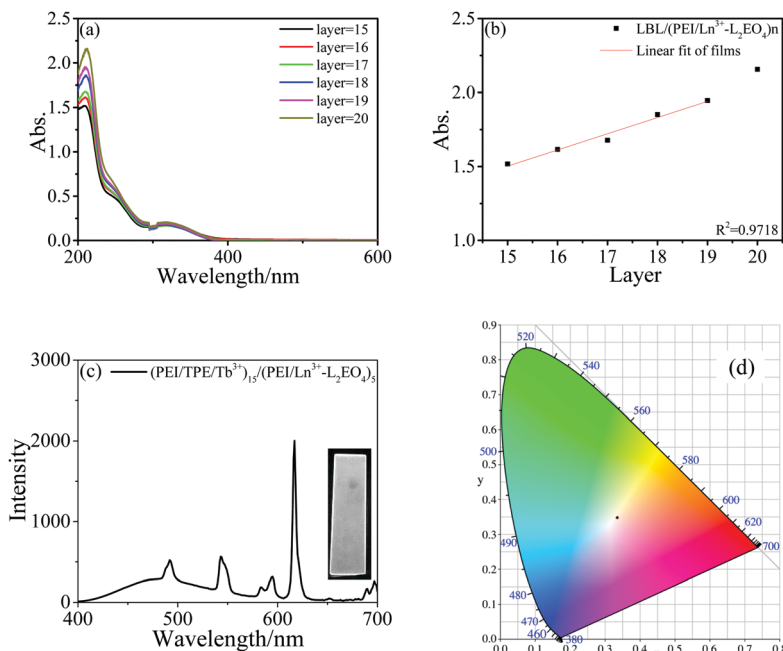 (a)
layer=15
layer=16
layer=17
layer=18
layer=19
layer=20
2.5
2.0
1.5
1.0
0.5
0.0
Abs.
200
300
400
600
Wavelength/nm
(b)
LBL/(PEI/Ln³⁺-L₂EO₄)n
Linear fit of films
2.5
2.0
1.5
1.0
Abs.
R²=0.9718
15
16
17
18
19
20
Layer
(c)
(PEI/TPE/Tb³⁺)₁₅/(PEI/Ln³⁺-L₂EO₄)₅
3000
2000
1000
0
Intensity
400
500
600
700
Wavelength/nm
(d)
0.9
0.8
0.7
0.6
0.5
y
0.4
0.3
0.2
0.1
0.0
520
540
560
580
600
620
700
500
490
480
470
460
380
0.0
0.1
0.2
0.3
0.4
0.5
0.6
0.7
0.8